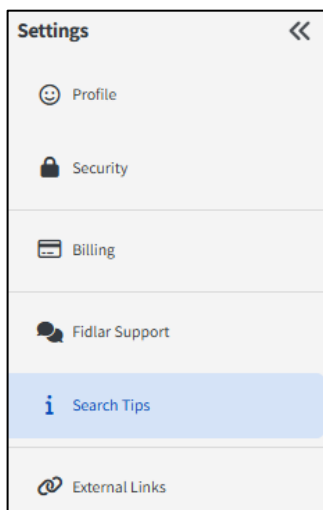 Settings
Profile
Security
Billing
Fidlar Support
Search Tips
External Links